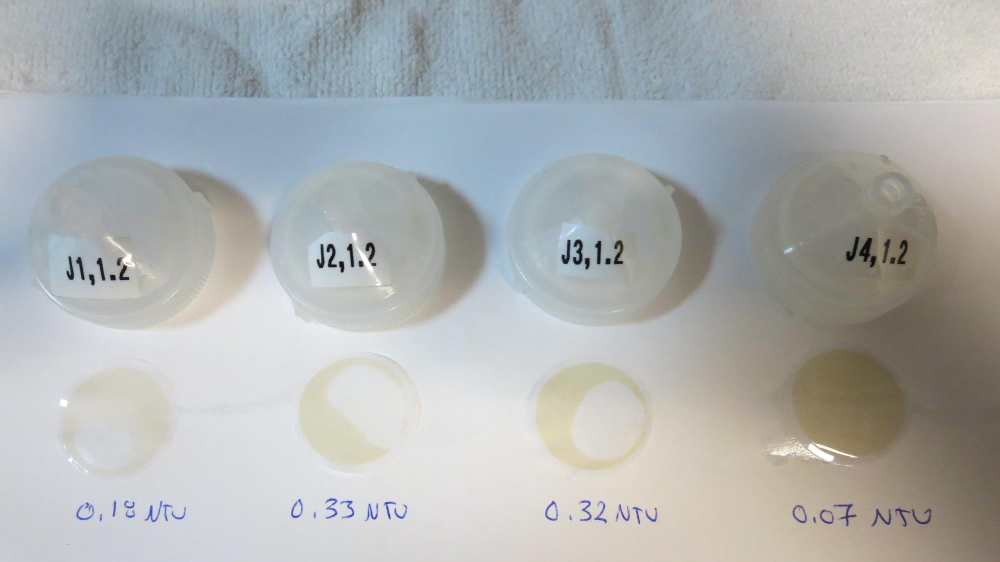 J1,1.2
J2,1.2
J3,1.2
J4,1.2
0.18 NTU
0.33 NTU
0.32 NTU
0.07 NTU